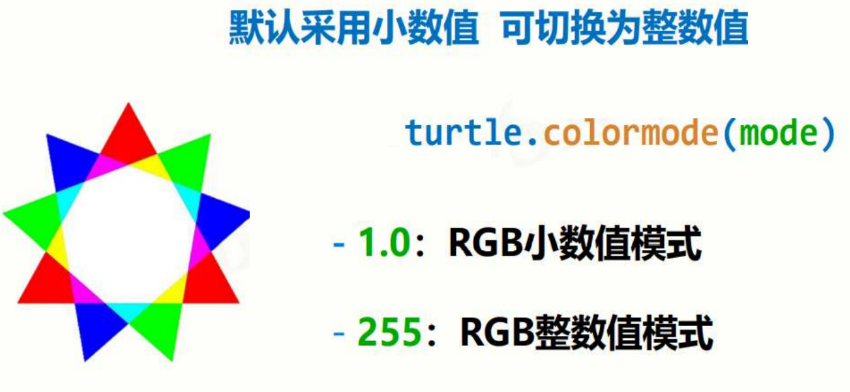 默认采用小数值 可切换为整数值
turtle.colormode(mode)
- 1.0：RGB小数值模式
- 255：RGB整数值模式